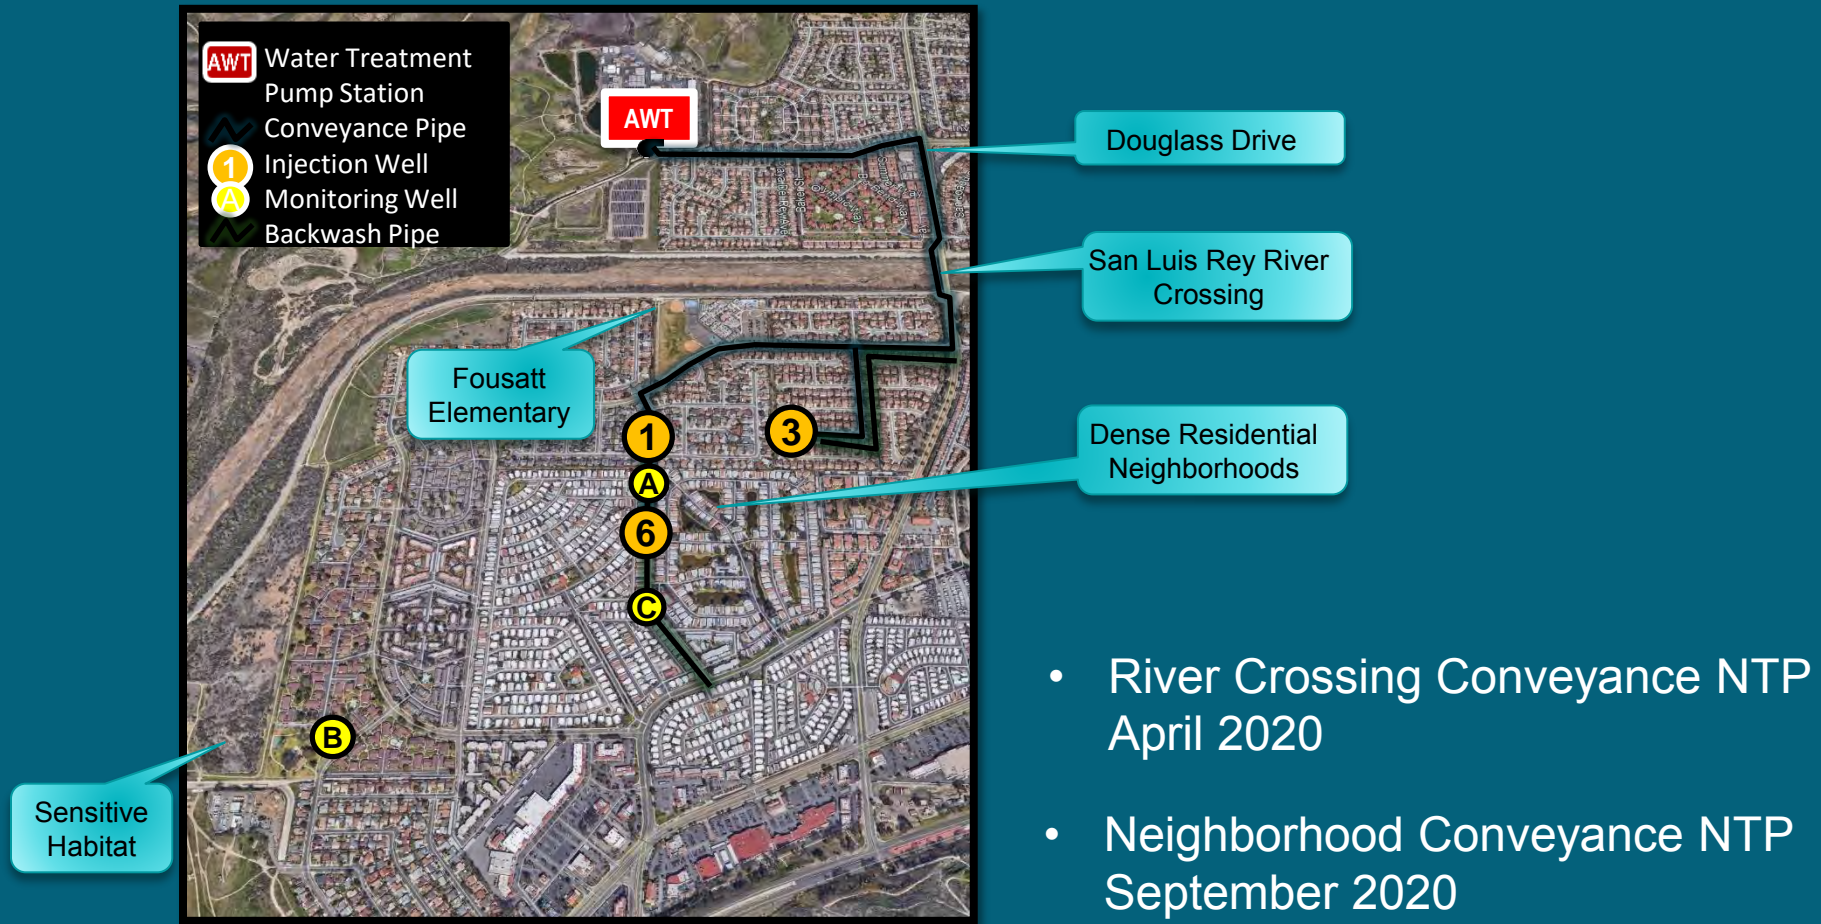 AWT Water Treatment
Pump Station
Conveyance Pipe
1 Injection Well
A Monitoring Well
Backwash Pipe
AWT
Douglass Drive
San Luis Rey River
Crossing
Fousatt
Elementary
1
3
Dense Residential
Neighborhoods
A
6
C
B
Sensitive
Habitat
• River Crossing Conveyance NTP
April 2020
• Neighborhood Conveyance NTP
September 2020